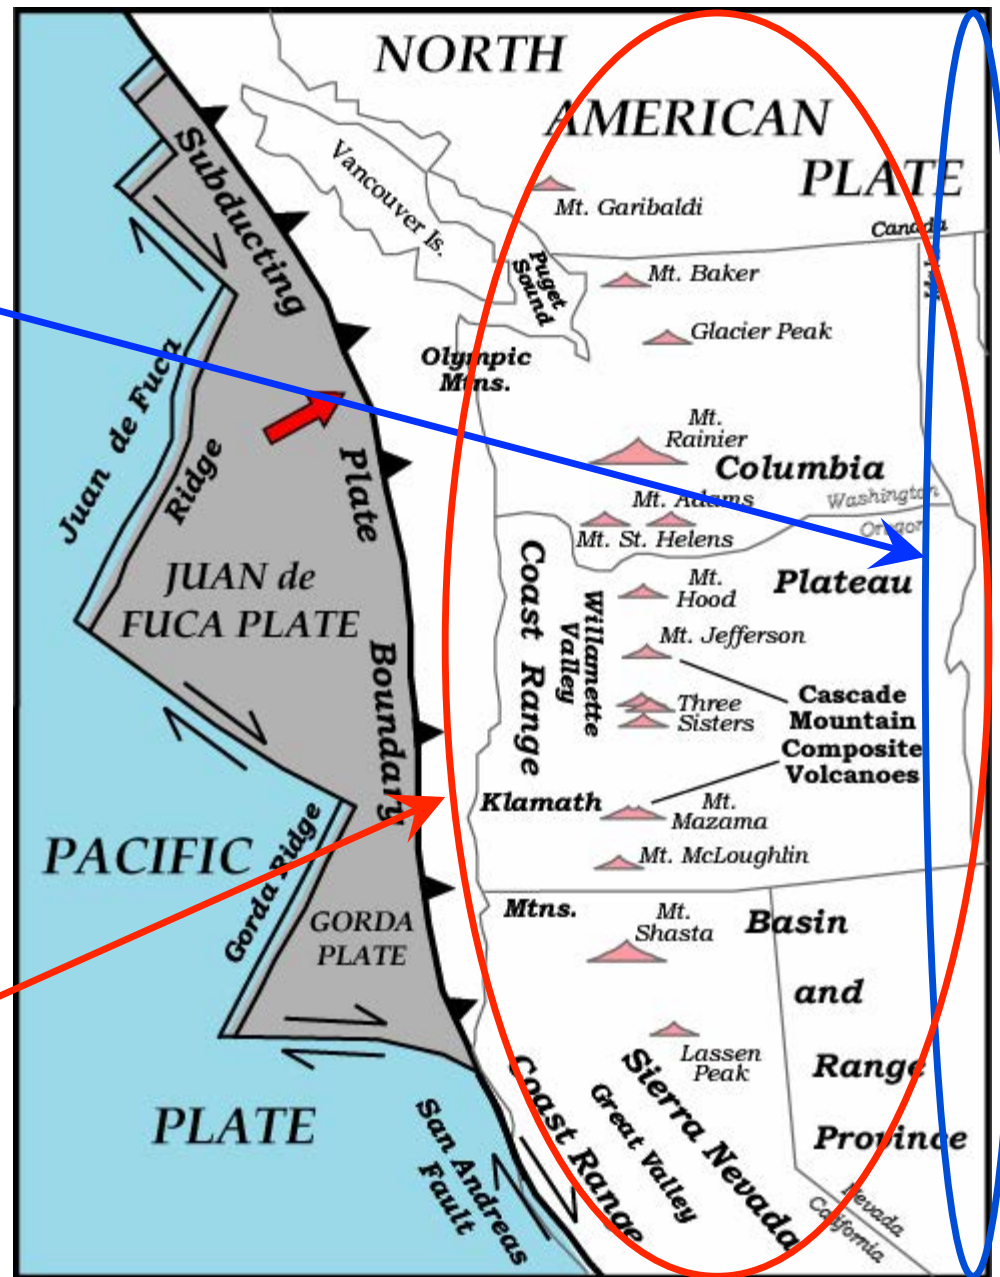 NORTH
AMERICAN
PLATE
Subducting
Vancouver Is.
Mt. Garibaldi
Canada
Puget
Sound
Mt. Baker
Glacier Peak
Olympic
Mtns.
Juan de Fuca
Ridge
Plate
Mt.
Rainier
Columbia
Mt. Adams
Washington
Oregon
Mt. St. Helens
Coast Range
JUAN de
FUCA PLATE
Mt.
Hood
Plateau
Willamette
Valley
Mt. Jefferson
Boundary
Three
Sisters
Cascade
Mountain
Composite
Volcanoes
Klamath
Mt.
Mazama
Mt. McLoughlin
PACIFIC
Gorda Ridge
GORDA
PLATE
Mtns.
Mt.
Shasta
Basin
and
Range
Province
Lassen
Peak
PLATE
San Andreas
Fault
Coast Range
Great Valley
Sierra Nevada
Nevada
California